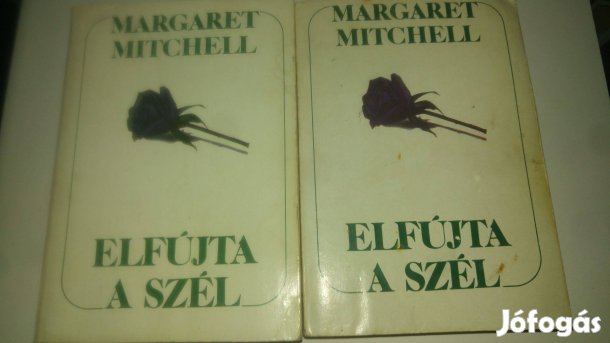 MARGARET
MITCHELL
ELFÚJTA
A SZÉL
MARGARET
MITCHELL
ELFÚJTA
A SZÉL
Jófogás